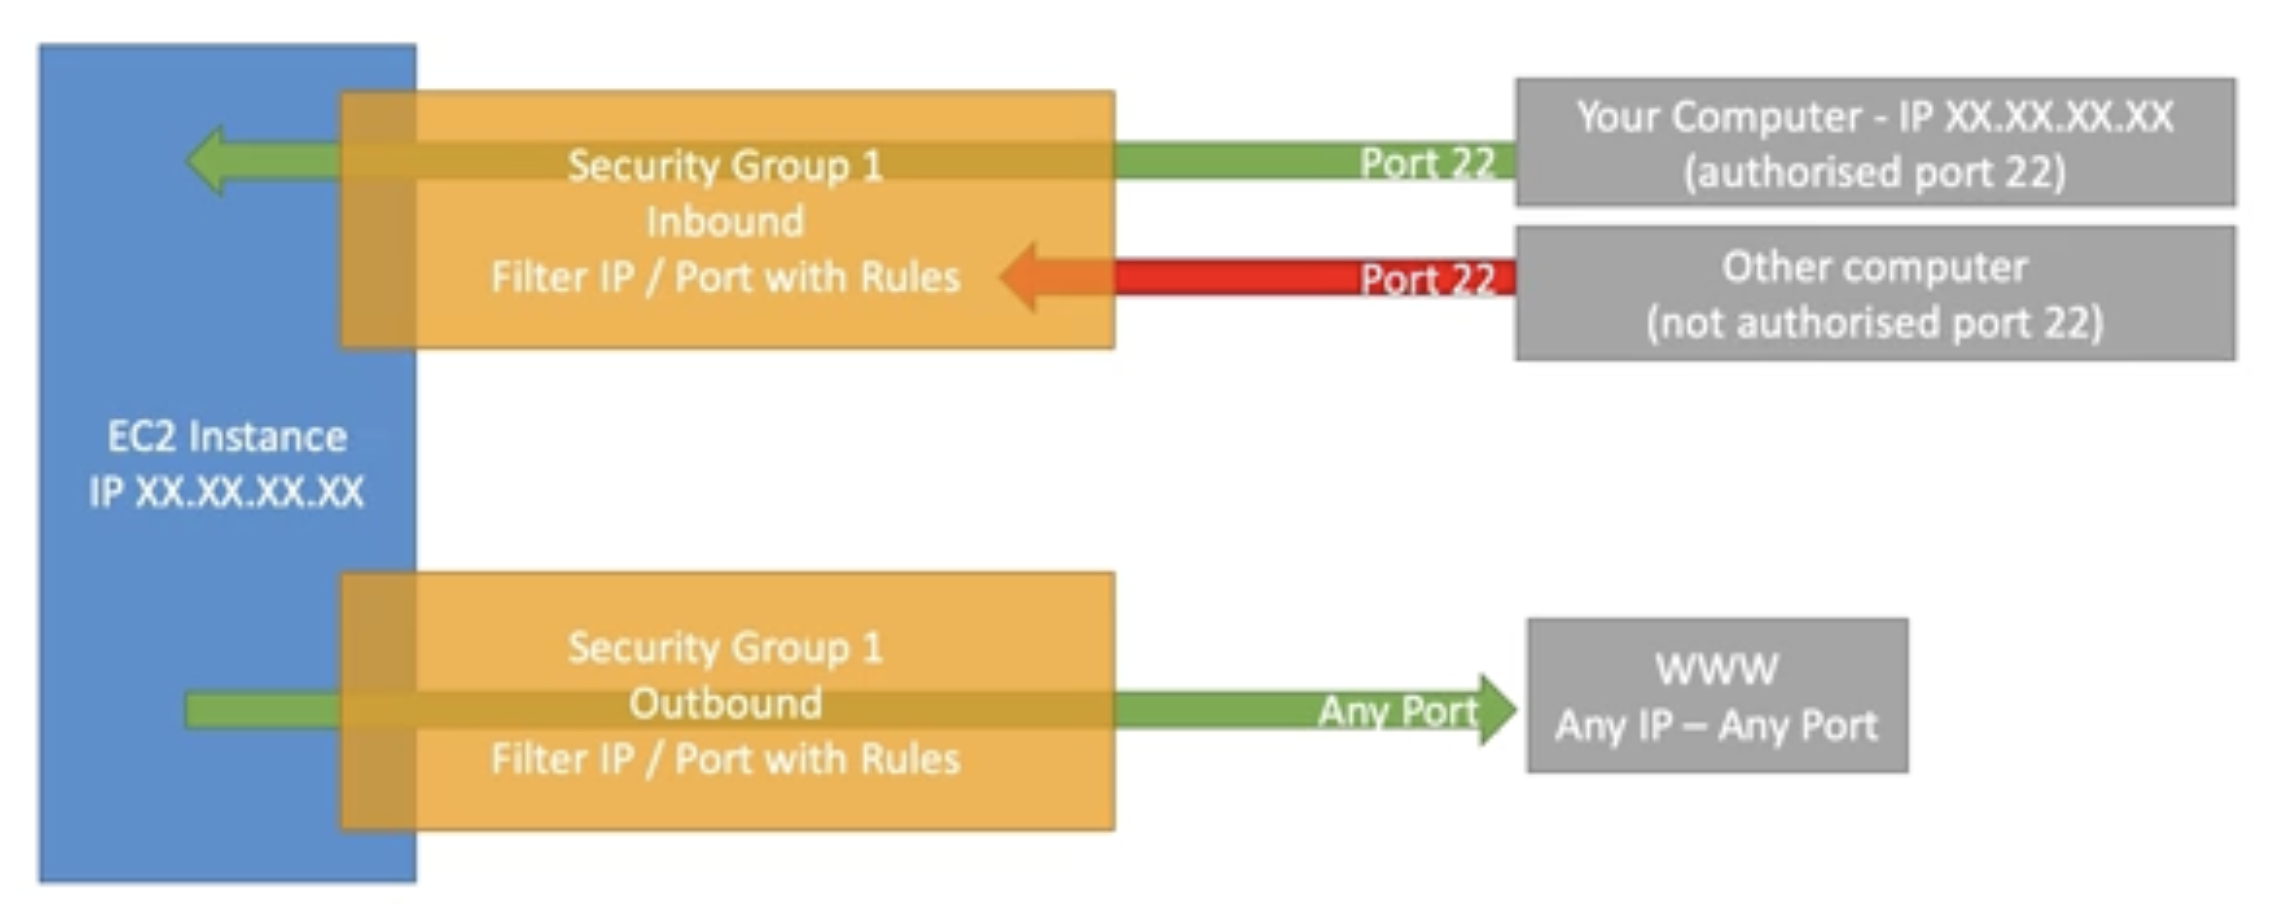 Security Group 1
Inbound
Filter IP / Port with Rules
Port 22
Your Computer - IP XX.XX.XX.XX
(authorised port 22)
Port 22
Other computer
(not authorised port 22)
EC2 Instance
IP XX.XX.XX.XX
Security Group 1
Outbound
Filter IP / Port with Rules
Any Port
WWW
Any IP – Any Port